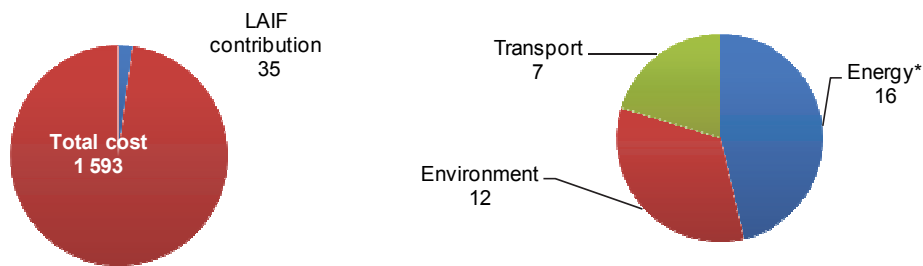 LAIF
contribution
35
Total cost
1 593
Transport
7
Energy*
16
Environment
12